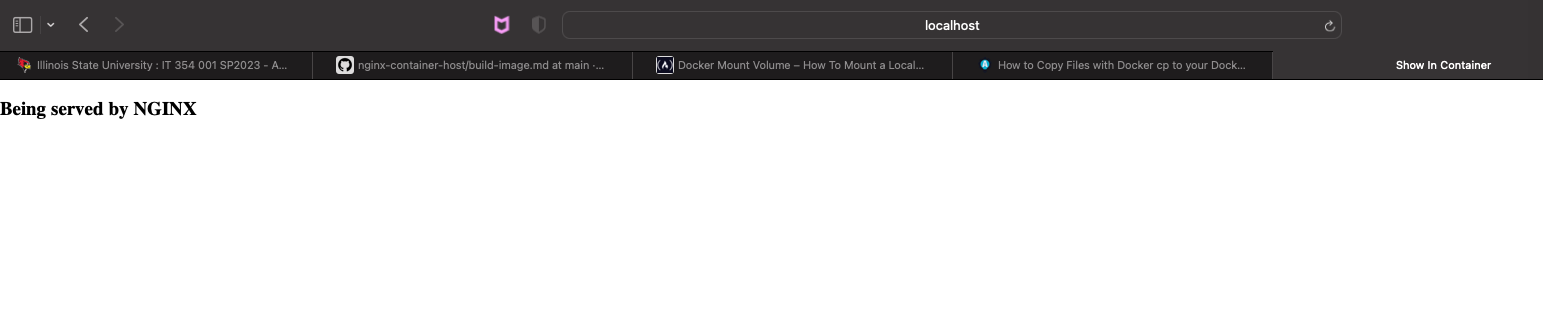 localhost
Illinois State University : IT 354 001 SP2023 - A...
nginx-container-host/build-image.md at main ·...
Docker Mount Volume – How To Mount a Local...
How to Copy Files with Docker cp to your Dock...
Show In Container
Being served by NGINX